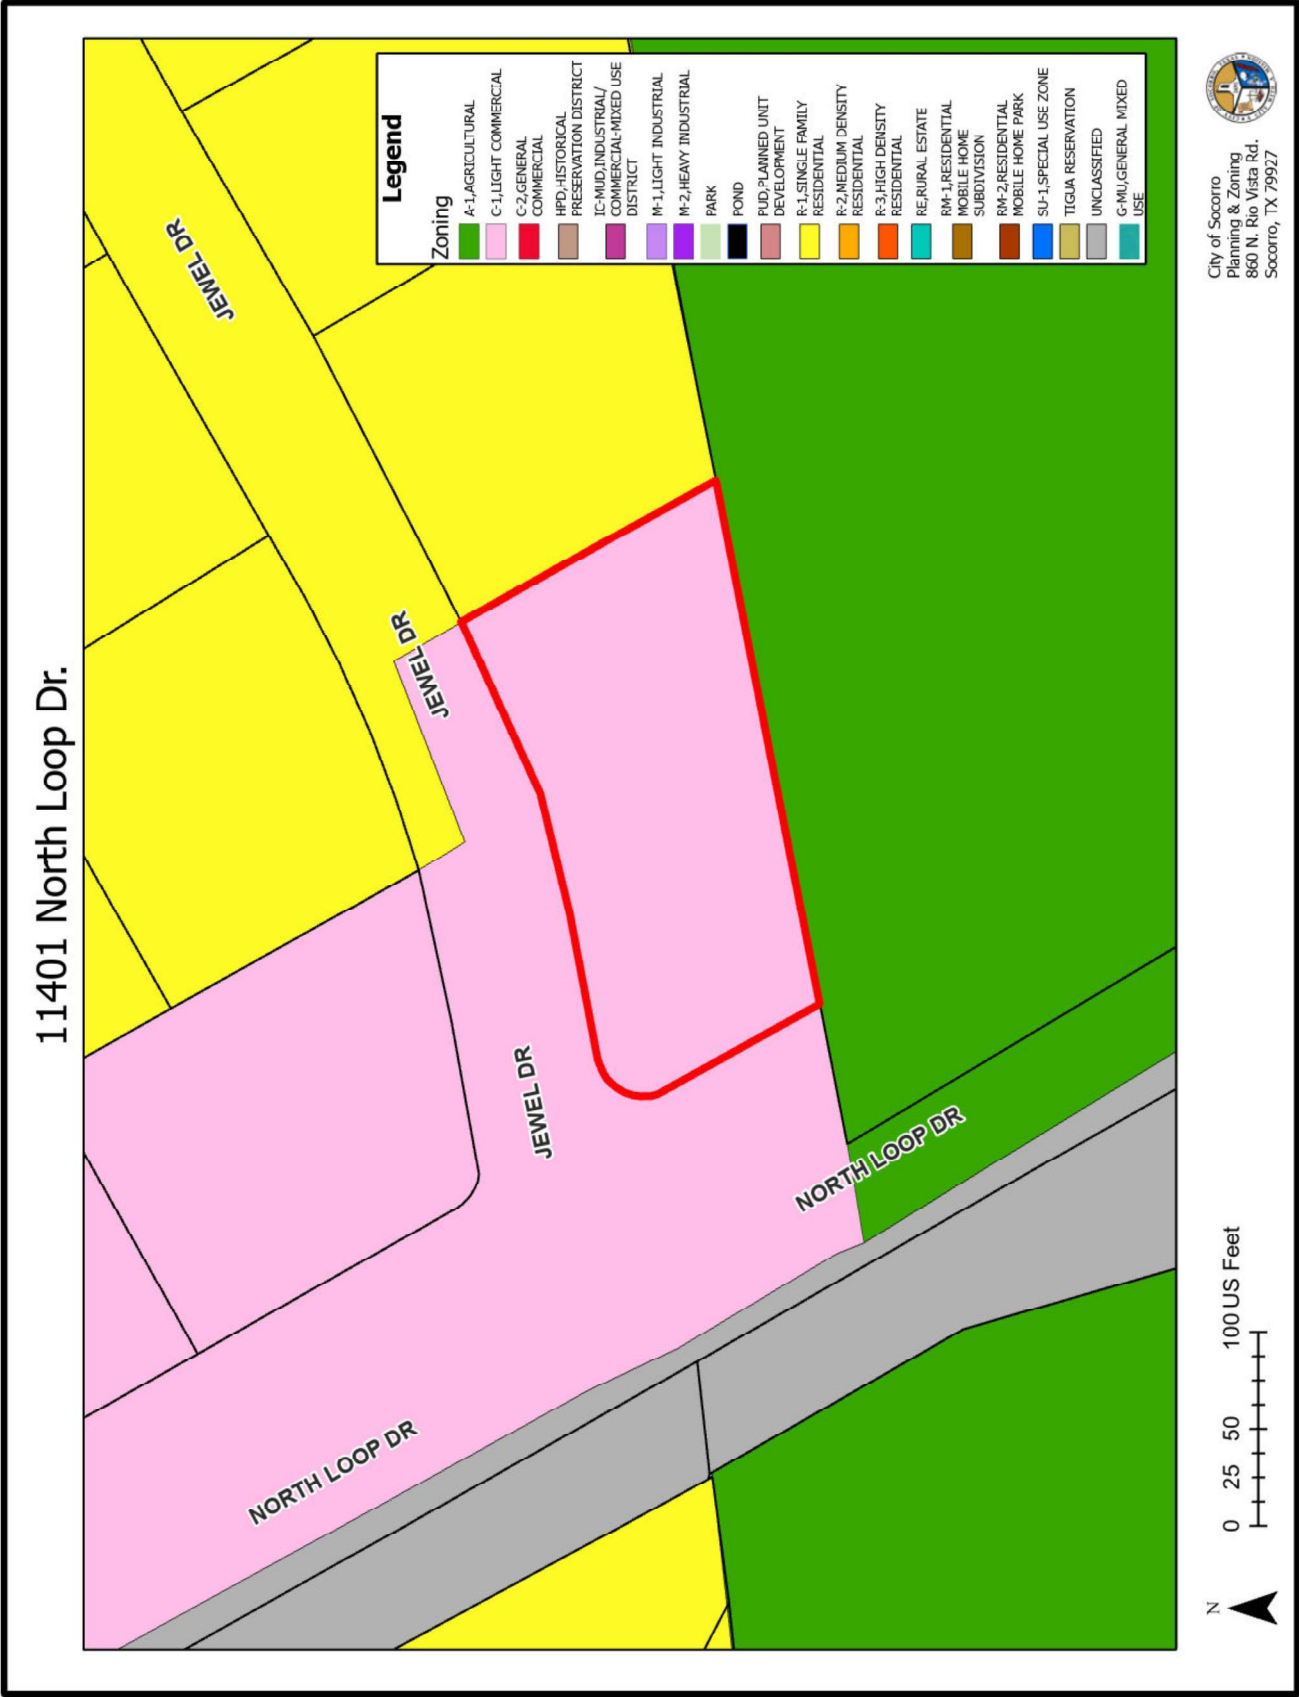 11401 North Loop Dr.
JEWEL DR
JEWEL DR
JEWEL DR
NORTH LOOP DR
NORTH LOOP DR
Legend
Zoning
A-1,AGRICULTURAL
C-1,LIGHT COMMERCIAL
C-2,GENERAL
COMMERCIAL
HPD,HISTORICAL
PRESERVATION DISTRICT
IC-MUD,INDUSTRIAL/
COMMERCIAL-MIXED USE
DISTRICT
M-1,LIGHT INDUSTRIAL
M-2,HEAVY INDUSTRIAL
PARK
POND
PUD,PLANNED UNIT
DEVELOPMENT
R-1,SINGLE FAMILY
RESIDENTIAL
R-2,MEDIUM DENSITY
RESIDENTIAL
R-3,HIGH DENSITY
RESIDENTIAL
RE,RURAL ESTATE
RM-1,RESIDENTIAL
MOBILE HOME
SUBDIVISION
RM-2,RESIDENTIAL
MOBILE HOME PARK
SU-1,SPECIAL USE ZONE
TIGUA RESERVATION
UNCLASSIFIED
G-MU,GENERAL MIXED
USE
N
0 25 50 100 US Feet
City of Socorro
Planning & Zoning
860 N. Rio Vista Rd.
Socorro, TX 79927